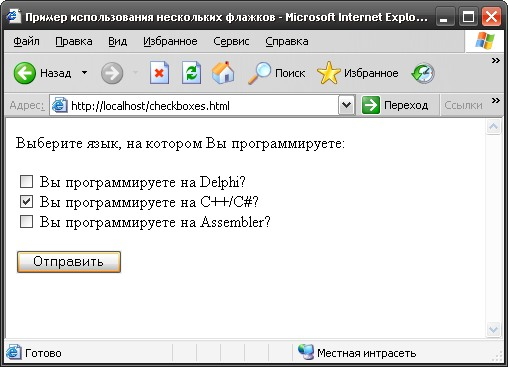 Пример использования нескольких флажков - Microsoft Internet Explo...
Файл Правка Вид Избранное Сервис Справка
Назад Поиск Избранное
Адрес: http://localhost/checkboxes.html Переход Ссылки
Выберите язык, на котором Вы программируете:
Вы программируете на Delphi?
Вы программируете на C++/C#?
Вы программируете на Assembler?
Отправить
Готово Местная интрасеть